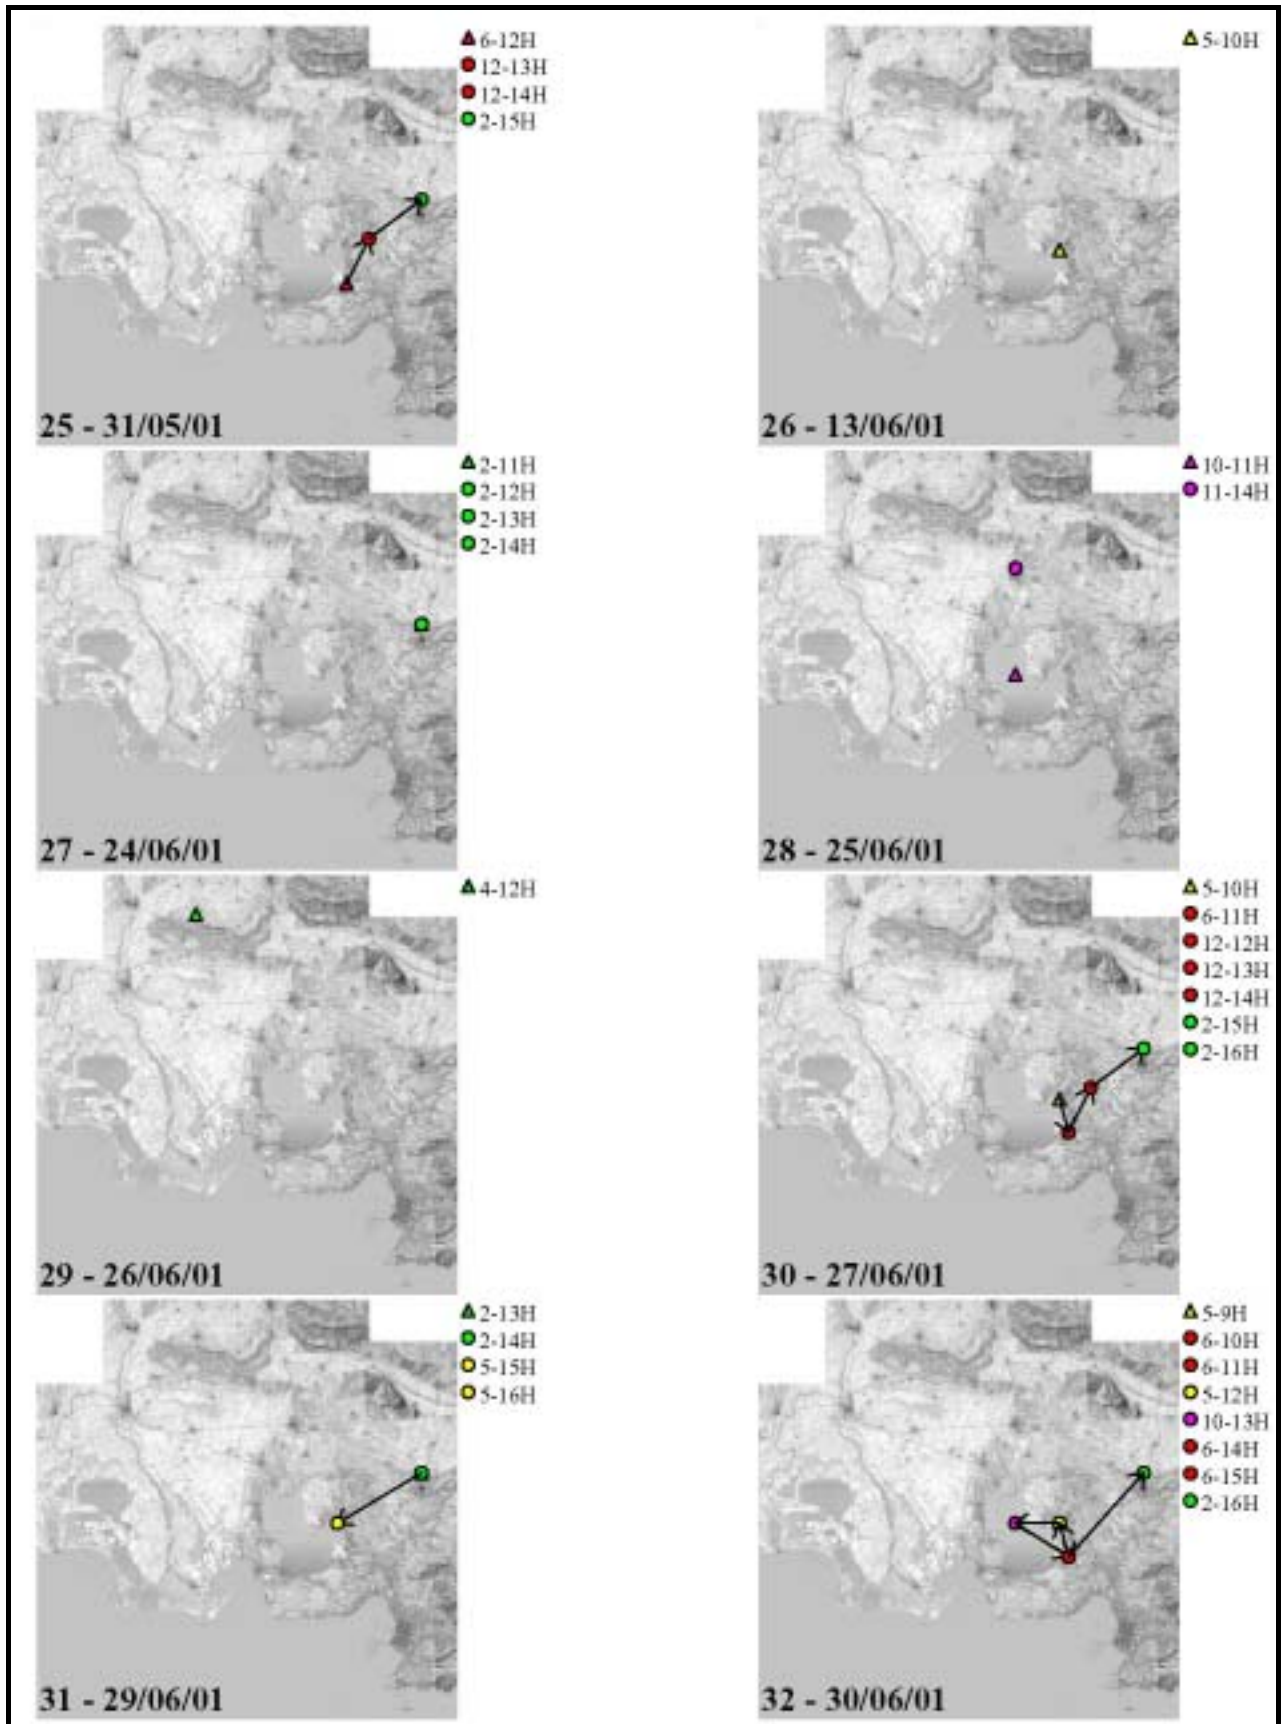 6-12H
12-13H
12-14H
2-15H
25 - 31/05/01
5-10H
26 - 13/06/01
2-11H
2-12H
2-13H
2-14H
27 - 24/06/01
10-11H
11-14H
28 - 25/06/01
4-12H
29 - 26/06/01
5-10H
6-11H
12-12H
12-13H
12-14H
2-15H
2-16H
30 - 27/06/01
2-13H
2-14H
5-15H
5-16H
31 - 29/06/01
5-9H
6-10H
6-11H
5-12H
10-13H
6-14H
6-15H
2-16H
32 - 30/06/01